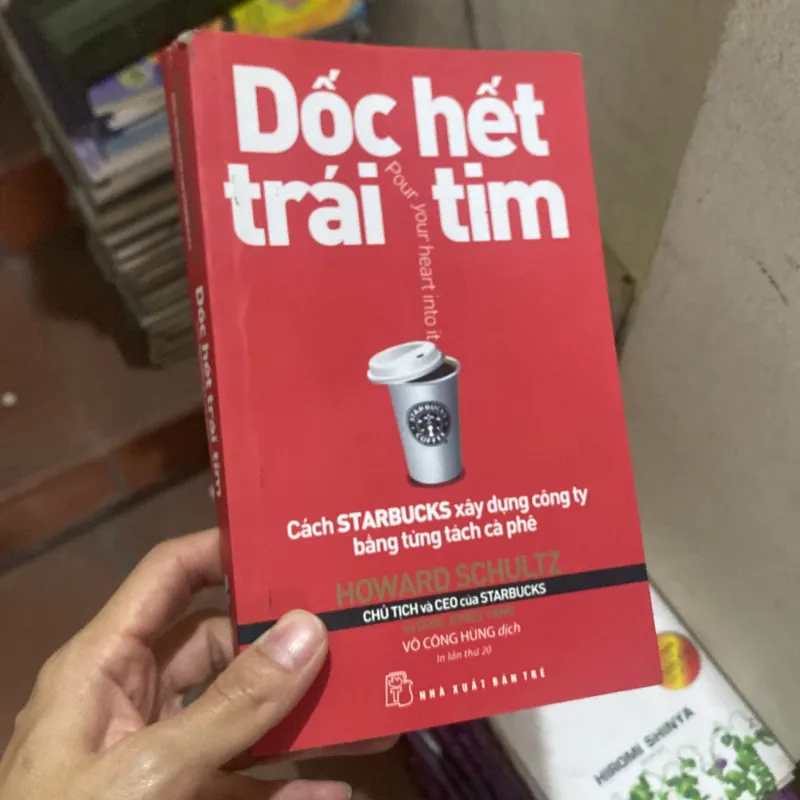 Dốc hết
trái tim
Pour your heart into it
STARBUCKS
COFFEE
Cách STARBUCKS xây dựng công ty
bằng từng tách cà phê
HOWARD SCHULTZ
CHỦ TỊCH và CEO của STARBUCKS
VÕ CÔNG HÙNG dịch
In lần thứ 20
NHÀ XUẤT BẢN TRẺ
Dốc hết trái tim
HIROMI SHINYA